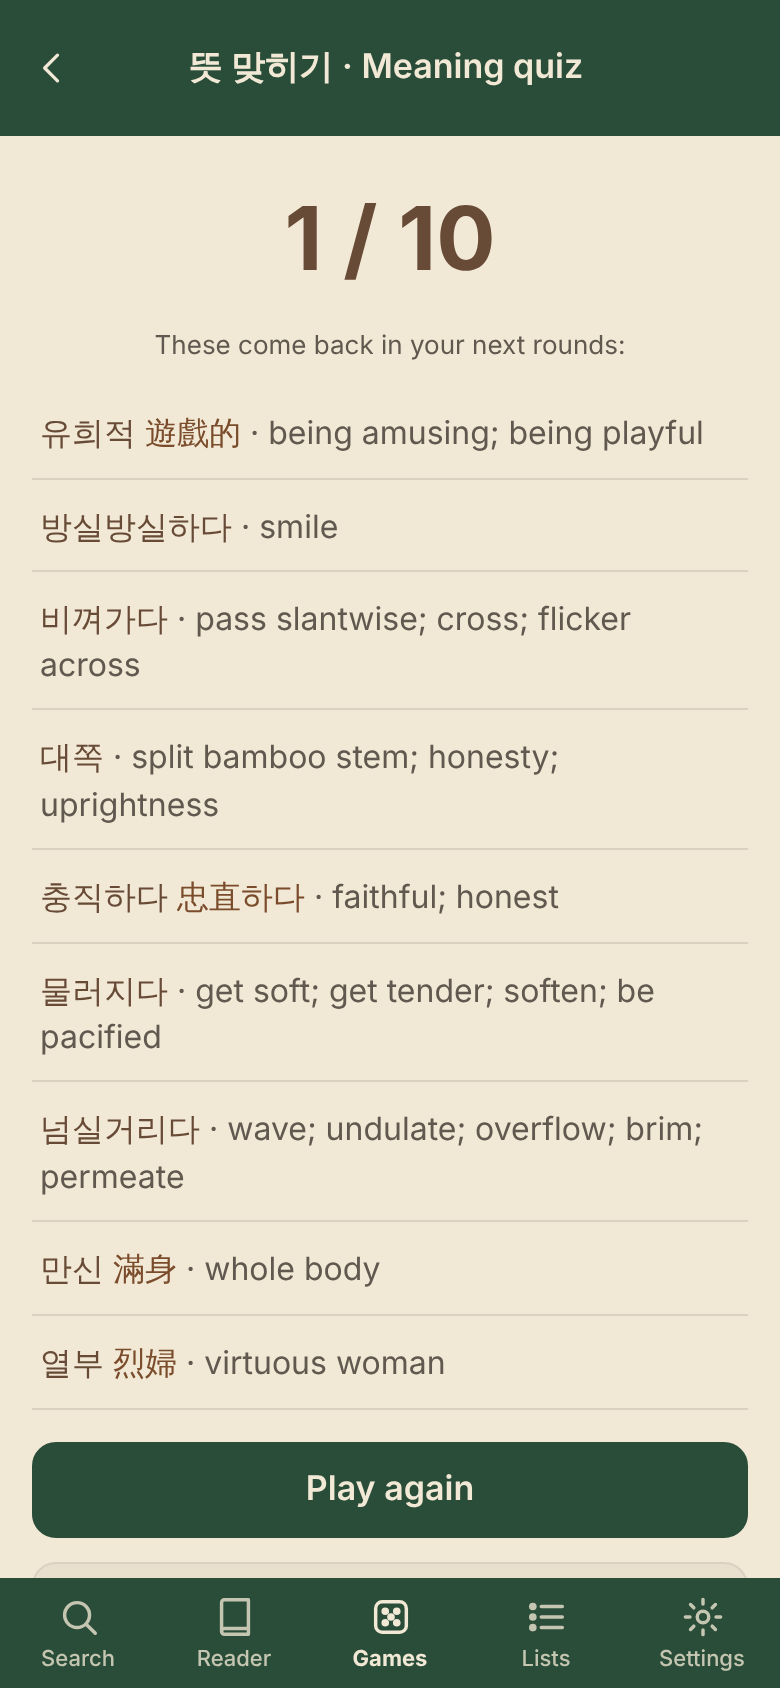 뜻 맞히기 · Meaning quiz
1 / 10
These come back in your next rounds:
유희적 遊戲的 · being amusing; being playful
방실방실하다 · smile
비껴가다 · pass slantwise; cross; flicker
across
대쪽 · split bamboo stem; honesty;
uprightness
충직하다 忠直하다 · faithful; honest
물러지다 · get soft; get tender; soften; be
pacified
넘실거리다 · wave; undulate; overflow; brim;
permeate
만신 滿身 · whole body
열부 烈婦 · virtuous woman
Play again
Search
Reader
Games
Lists
Settings